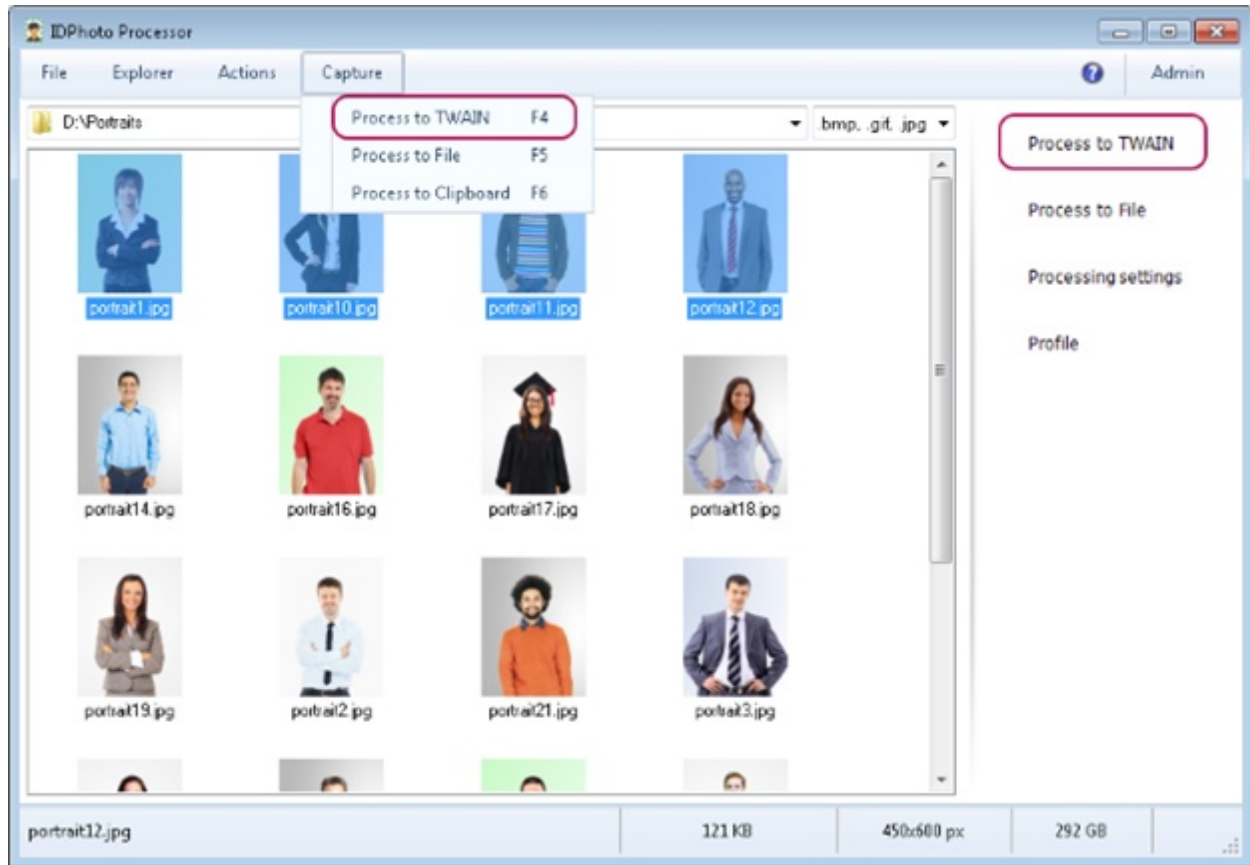 IDPhoto Processor
File Explorer Actions Capture Admin
D:\Portraits .bmp, .gif, .jpg
Process to TWAIN F4
Process to File F5
Process to Clipboard F6
portrait1.jpg portrait10.jpg portrait11.jpg portrait12.jpg
portrait14.jpg portrait16.jpg portrait17.jpg portrait18.jpg
portrait19.jpg portrait2.jpg portrait21.jpg portrait3.jpg
Process to TWAIN
Process to File
Processing settings
Profile
portrait12.jpg 121 KB 450x600 px 292 GB